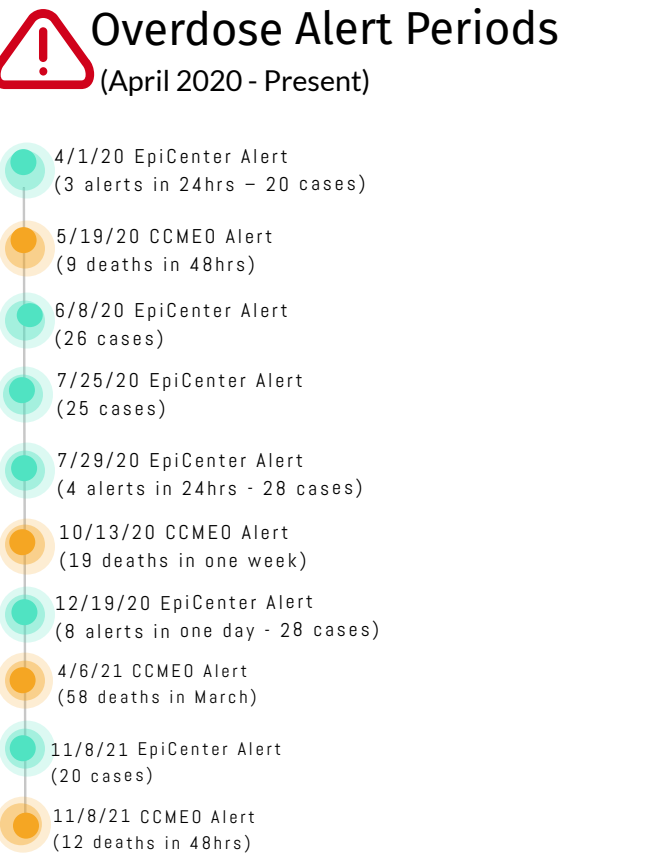 Overdose Alert Periods
(April 2020 - Present)
4/1/20 EpiCenter Alert
(3 alerts in 24hrs – 20 cases)
5/19/20 CCMEO Alert
(9 deaths in 48hrs)
6/8/20 EpiCenter Alert
(26 cases)
7/25/20 EpiCenter Alert
(25 cases)
7/29/20 EpiCenter Alert
(4 alerts in 24hrs - 28 cases)
10/13/20 CCMEO Alert
(19 deaths in one week)
12/19/20 EpiCenter Alert
(8 alerts in one day - 28 cases)
4/6/21 CCMEO Alert
(58 deaths in March)
11/8/21 EpiCenter Alert
(20 cases)
11/8/21 CCMEO Alert
(12 deaths in 48hrs)